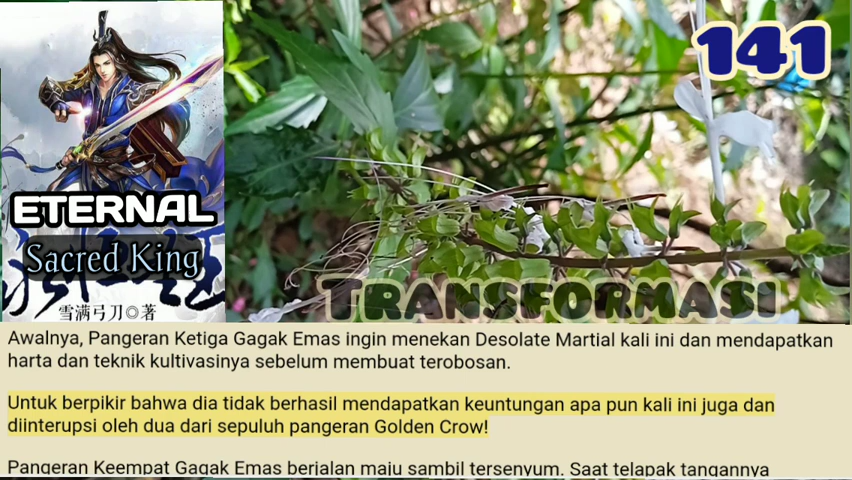 141
ETERNAL
Sacred King
雪满弓刀◎著
TRANSFORMASI
Awalnya, Pangeran Ketiga Gagak Emas ingin menekan Desolate Martial kali ini dan mendapatkan
harta dan teknik kultivasinya sebelum membuat terobosan.
Untuk berpikir bahwa dia tidak berhasil mendapatkan keuntungan apa pun kali ini juga dan
diinterupsi oleh dua dari sepuluh pangeran Golden Crow!
Pangeran Keempat Gagak Emas berjalan maju sambil tersenyum. Saat telapak tangannya